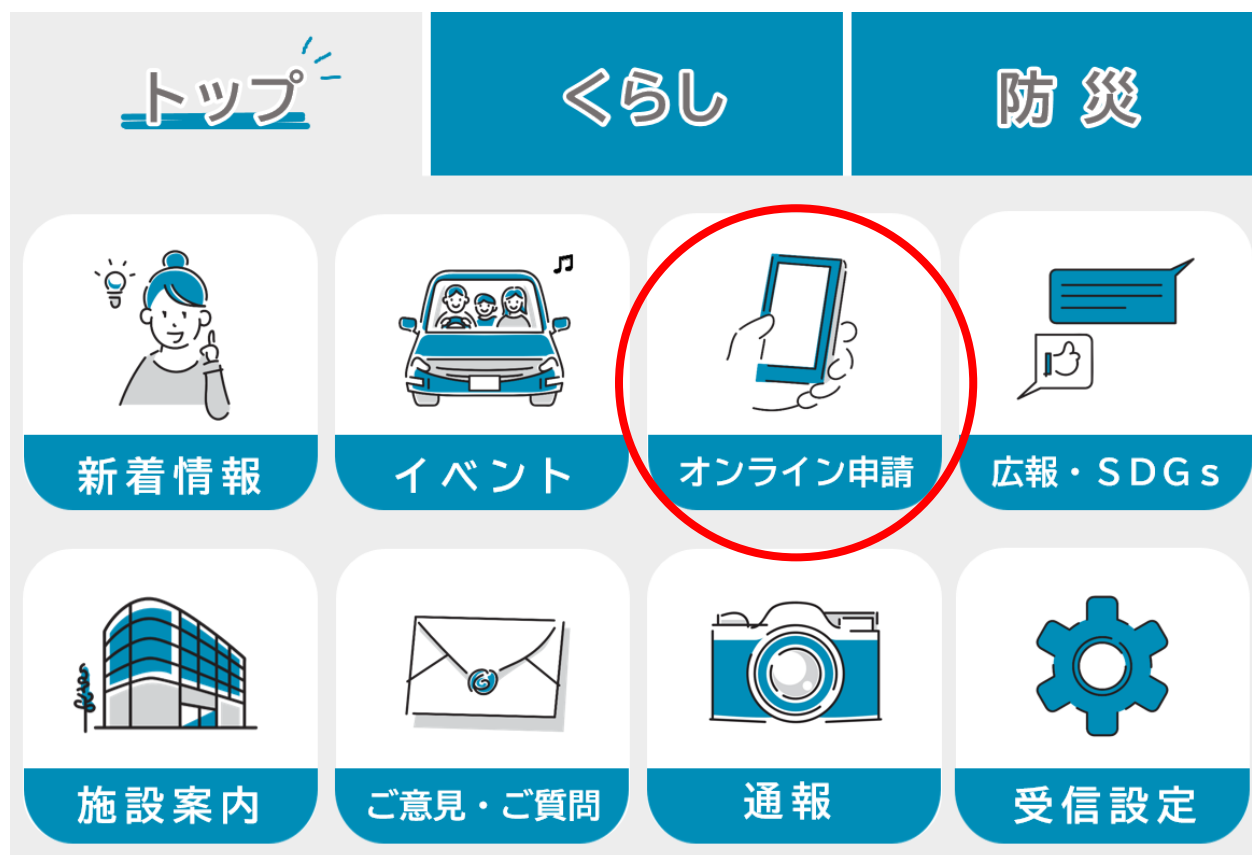 トップ
くらし
防災
新着情報
イベント
オンライン申請
広報・SDGs
施設案内
ご意見・ご質問
通報
受信設定